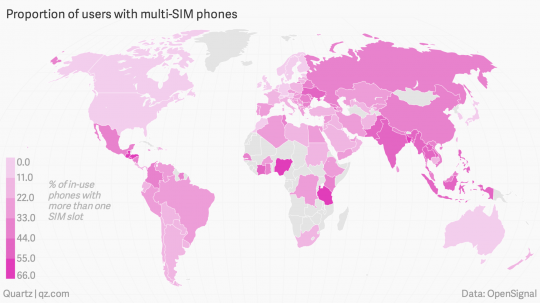 Proportion of users with multi-SIM phones
0.0
11.0
22.0
33.0
44.0
55.0
66.0
% of in-use
phones with
more than one
SIM slot
Quartz | qz.com
Data: OpenSignal